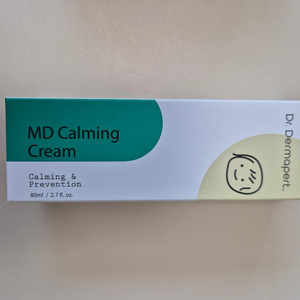 MD Calming
Cream
Calming &
Prevention
80ml / 2.7 fl. oz.
Dr. Dermapert.